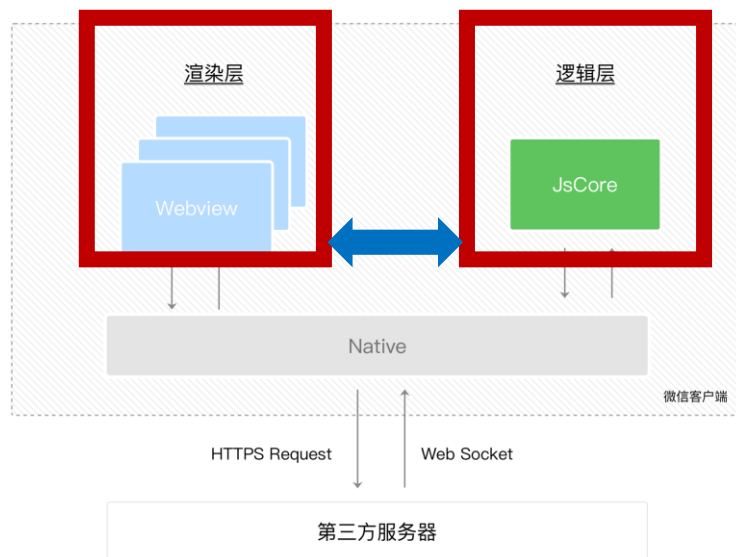 渲染层
逻辑层
Webview
JsCore
Native
微信客户端
HTTPS Request
Web Socket
第三方服务器